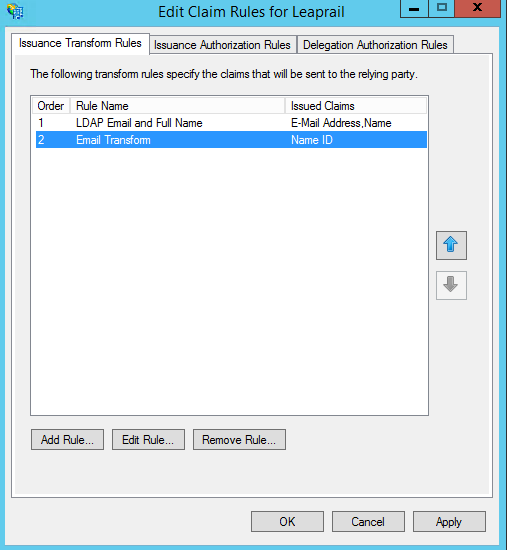 Edit Claim Rules for Leaprail
Issuance Transform Rules Issuance Authorization Rules Delegation Authorization Rules
The following transform rules specify the claims that will be sent to the relying party.
Order Rule Name Issued Claims
1 LDAP Email and Full Name E-Mail Address,Name
2 Email Transform Name ID
Add Rule... Edit Rule... Remove Rule...
OK Cancel Apply